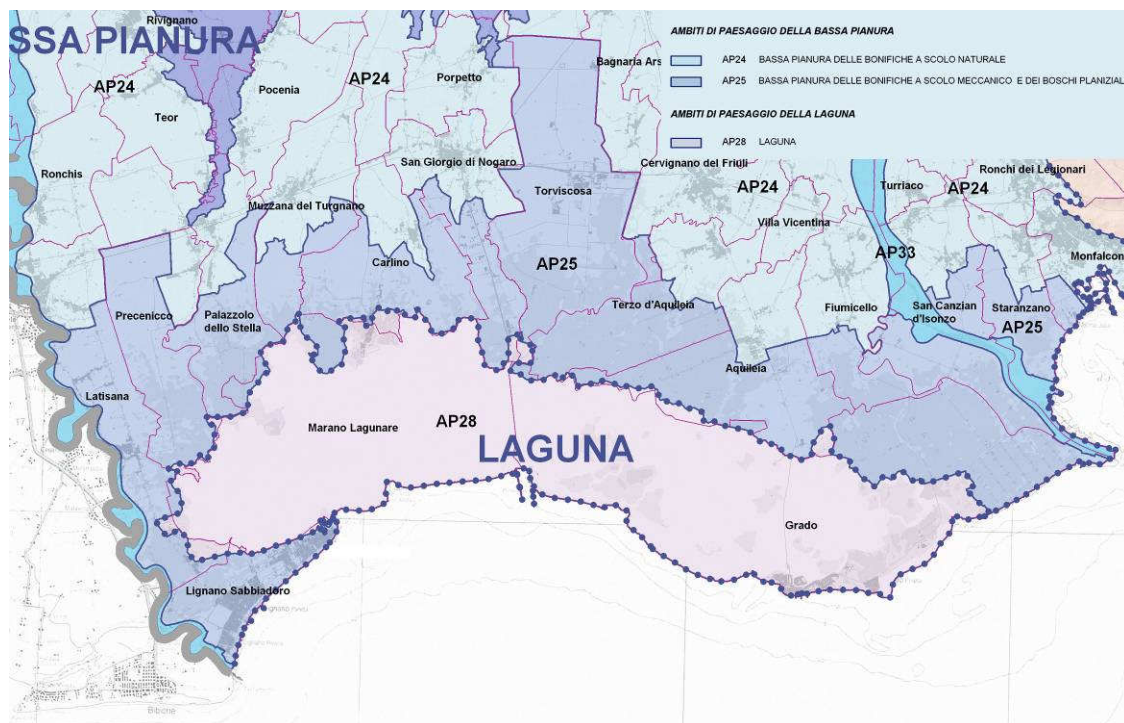 Rivignano
SSA PIANURA
AMBITI DI PAESAGGIO DELLA BASSA PIANURA
AP24 BASSA PIANURA DELLE BONIFICHE A SCOLO NATURALE
AP25 BASSA PIANURA DELLE BONIFICHE A SCOLO MECCANICO E DEI BOSCHI PLANIZIAL
AMBITI DI PAESAGGIO DELLA LAGUNA
AP28 LAGUNA
Bagnaria Ars
AP24
Porpetto
AP24
Pocenia
Teor
San Giorgio di Nogaro
Cervignano del Friuli
Ronchi dei Legionari
Ronchis
Torviscosa
AP24
Turriaco
AP24
Muzzana del Turgnano
Villa Vicentina
AP33
Monfalcon
Carlino
AP25
Precenicco
Palazzolo
dello Stella
Terzo d'Aquileia
Fiumicello
San Canzian
d'Isonzo
Staranzano
AP25
Aquileia
Latisana
Marano Lagunare
AP28
LAGUNA
Grado
Lignano Sabbiadoro
Bibione